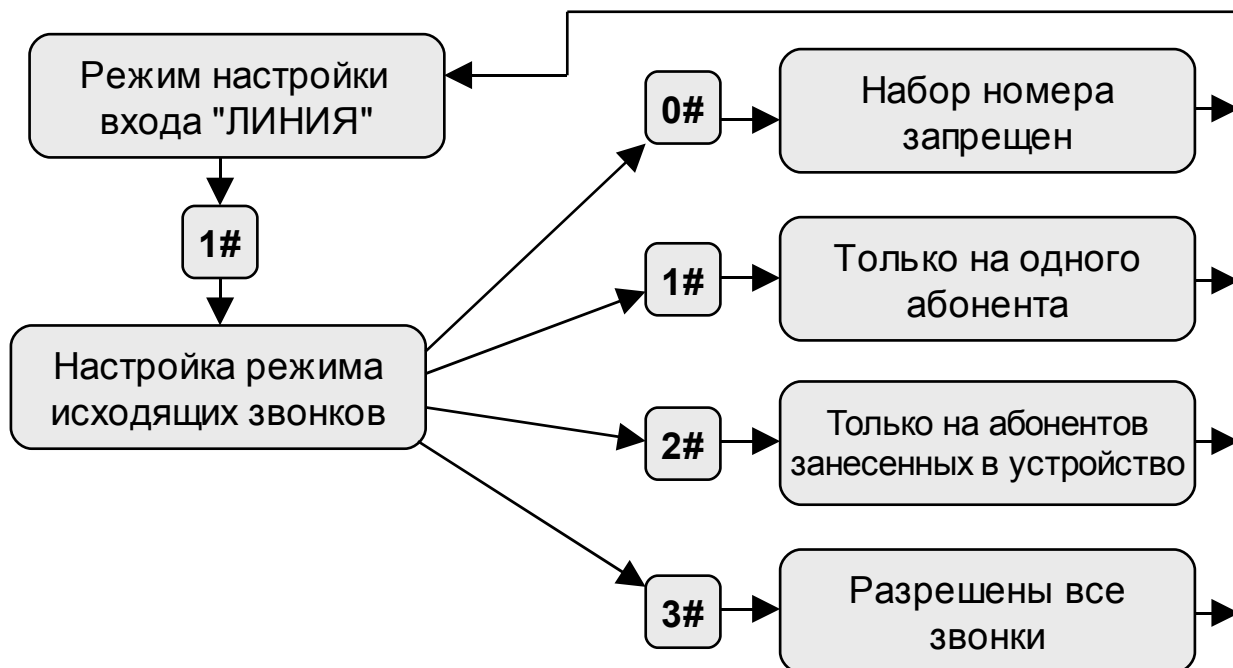 Режим настройки
входа "ЛИНИЯ"
1#
Настройка режима
исходящих звонков
0#
Набор номера
запрещен
1#
Только на одного
абонента
2#
Только на абонентов
занесенных в устройство
3#
Разрешены все
звонки